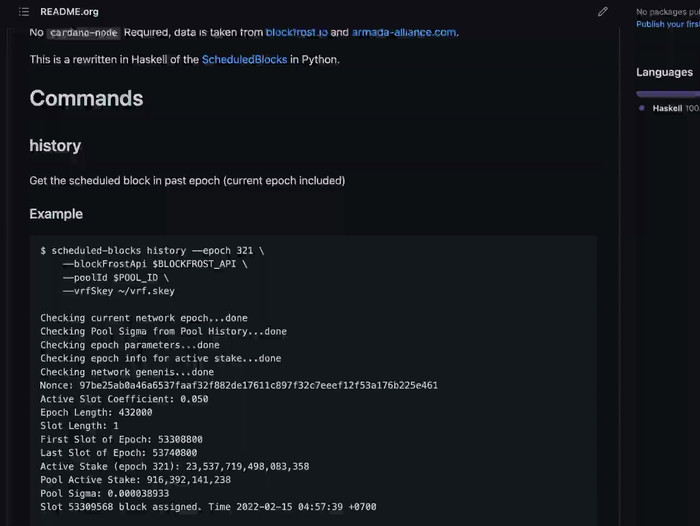 README.org
No packages pu
Publish your firs
No cardano-node Required, data is taken from blockfrost.io and armada-alliance.com.
This is a rewritten in Haskell of the ScheduledBlocks in Python.
Languages
Haskell 100
Commands
history
Get the scheduled block in past epoch (current epoch included)
Example
$ scheduled-blocks history —epoch 321 \
—blockFrostApi $BLOCKFROST_API \
—poolId $POOL_ID \
—vrfSkey ~/vrf.skey
Checking current network epoch...done
Checking Pool Sigma from Pool History...done
Checking epoch parameters...done
Checking epoch info for active stake...done
Checking network genenis...done
Nonce: 97be25ab0a46a6537faaf32f882de17611c897f32c7eeef12f53a176b225e461
Active Slot Coefficient: 0.050
Epoch Length: 432000
Slot Length: 1
First Slot of Epoch: 53308800
Last Slot of Epoch: 53740800
Active Stake (epoch 321): 23,537,719,498,083,358
Pool Active Stake: 916,392,141,238
Pool Sigma: 0.000038933
Slot 53309568 block assigned. Time 2022-02-15 04:57:39 +0700